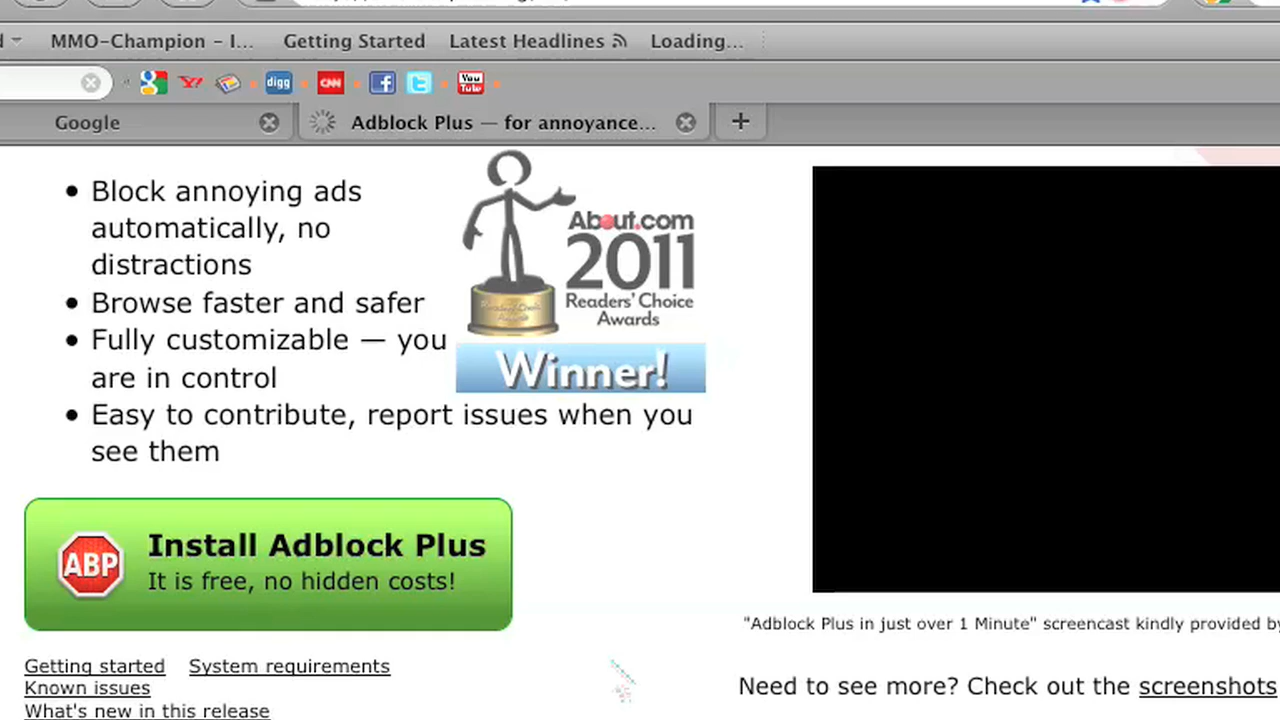 MMO-Champion – I...
Getting Started
Latest Headlines
Loading...
digg
CNN
You
Tube
Google
Adblock Plus — for annoyance...
• Block annoying ads
automatically, no
distractions
• Browse faster and safer
• Fully customizable — you
are in control
• Easy to contribute, report issues when you
see them
About.com
2011
Readers' Choice
Awards
Winner!
ABP
Install Adblock Plus
It is free, no hidden costs!
Getting started
System requirements
Known issues
What's new in this release
"Adblock Plus in just over 1 Minute" screencast kindly provided by
Need to see more? Check out the screenshots